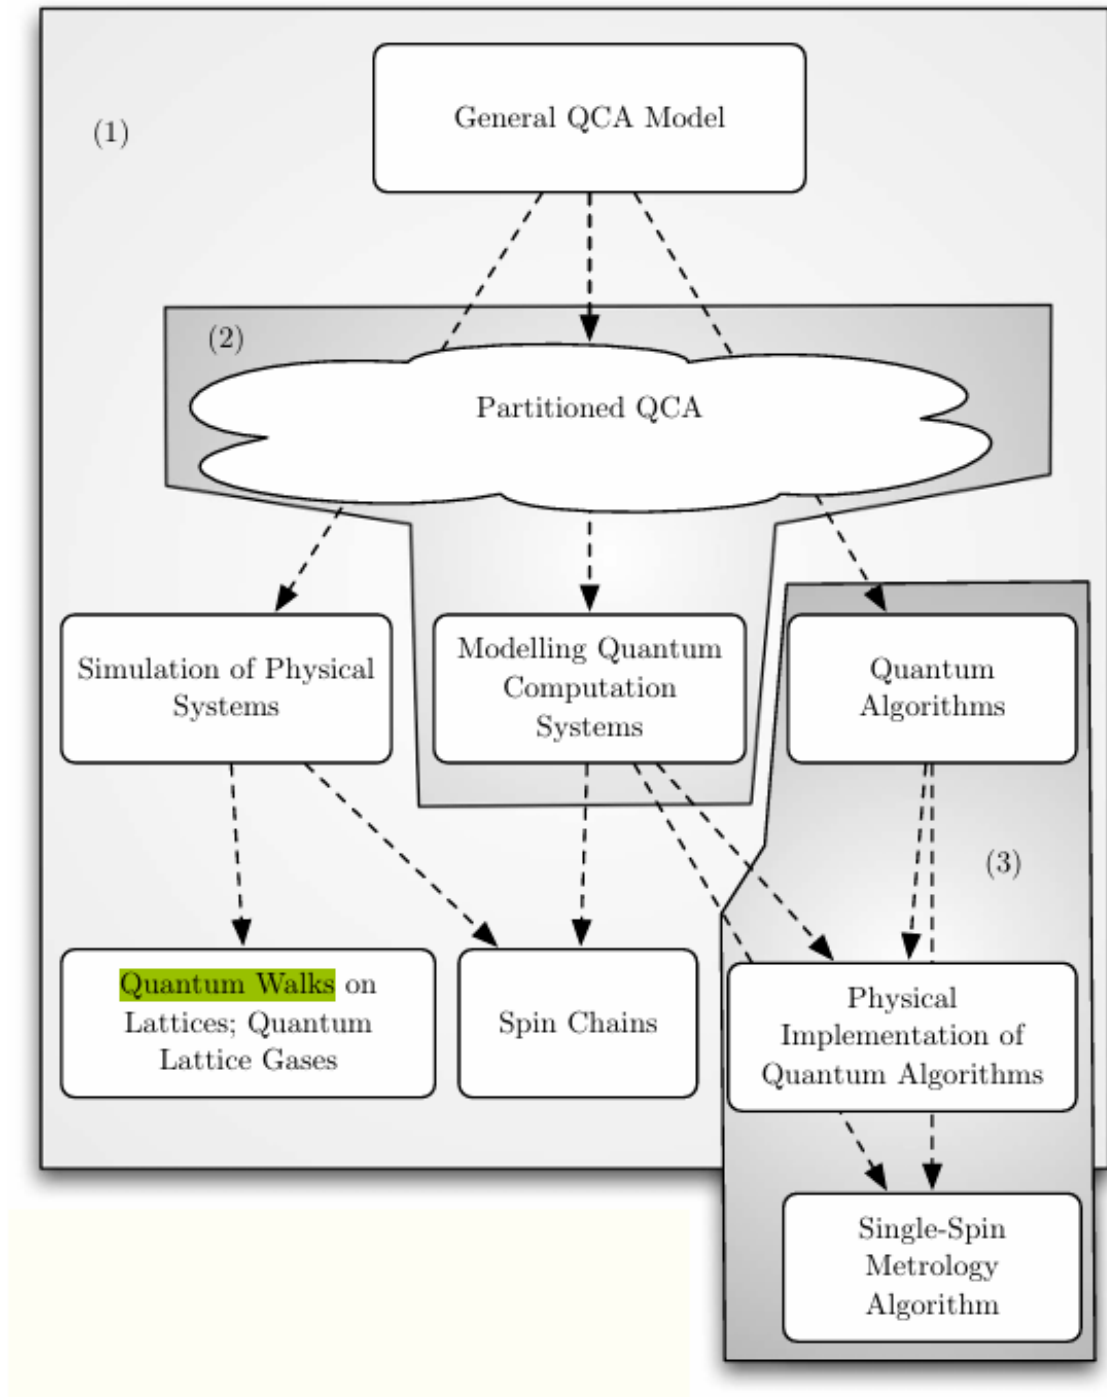 General QCA Model
(1)
(2)
Partitioned QCA
Simulation of Physical
Systems
Modelling Quantum
Computation
Systems
Quantum
Algorithms
(3)
Quantum Walks on
Lattices; Quantum
Lattice Gases
Spin Chains
Physical
Implementation of
Quantum Algorithms
Single-Spin
Metrology
Algorithm